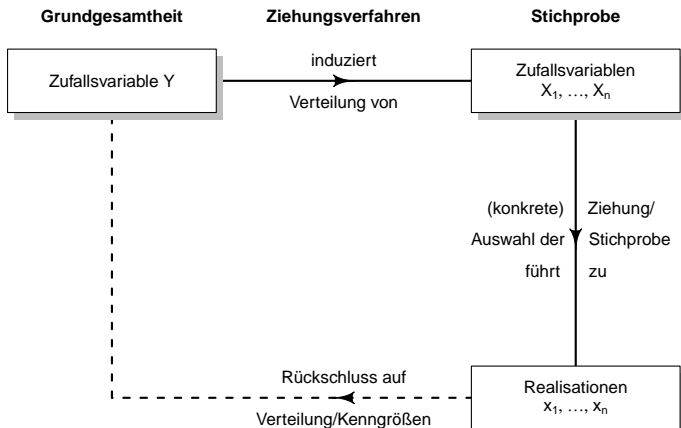 Grundgesamtheit Ziehungsverfahren Stichprobe
Zufallsvariable Y
induziert
Verteilung von
Zufallsvariablen
X₁, …, Xₙ
(konkrete) Ziehung/
Auswahl der Stichprobe
führt zu
Rückschluss auf
Verteilung/Kenngrößen
Realisationen
x₁, …, xₙ